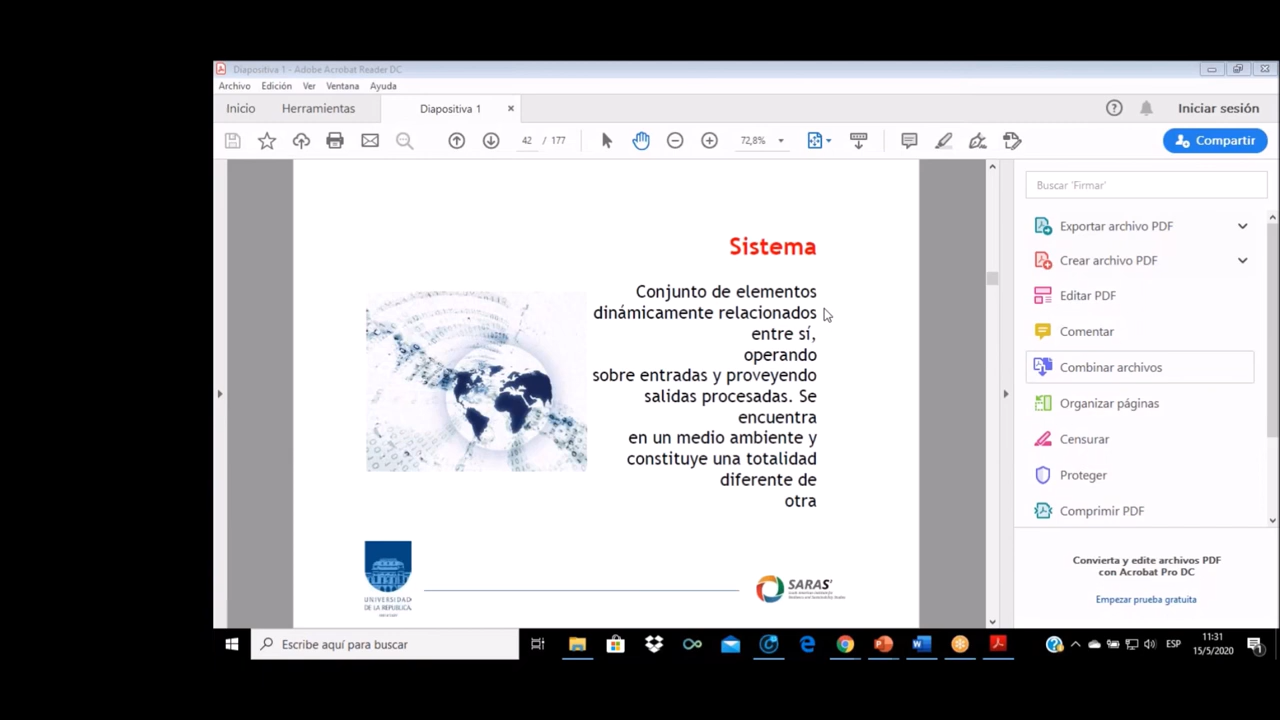 Diapositiva 1 - Adobe Acrobat Reader DC
Archivo Edición Ver Ventana Ayuda
Inicio Herramientas Diapositiva 1 × Iniciar sesión
42 / 177 72,8% Compartir
Buscar 'Firmar'
Exportar archivo PDF
Crear archivo PDF
Editar PDF
Comentar
Combinar archivos
Organizar páginas
Censurar
Proteger
Comprimir PDF
Convierta y edite archivos PDF
con Acrobat Pro DC
Empezar prueba gratuita
Sistema
Conjunto de elementos
dinámicamente relacionados
entre sí,
operando
sobre entradas y proveyendo
salidas procesadas. Se
encuentra
en un medio ambiente y
constituye una totalidad
diferente de
otra
UNIVERSIDAD
DE LA REPÚBLICA
SARAS²
Escribe aquí para buscar
ESP
11:31
15/5/2020